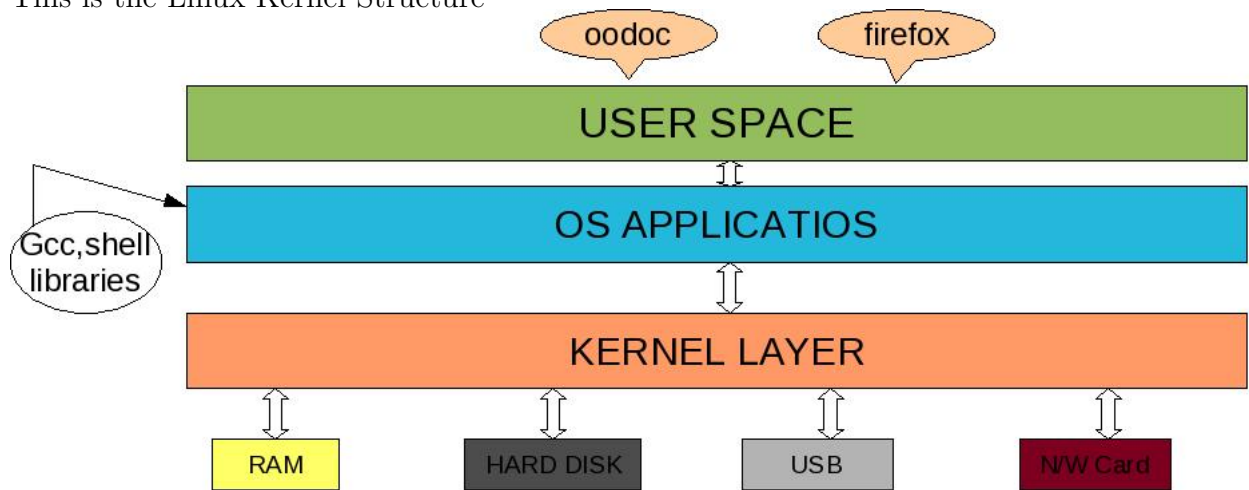 This is the Linux Kernel Structure
oodoc
firefox
USER SPACE
OS APPLICATIOS
Gcc,shell
libraries
KERNEL LAYER
RAM
HARD DISK
USB
N/W Card